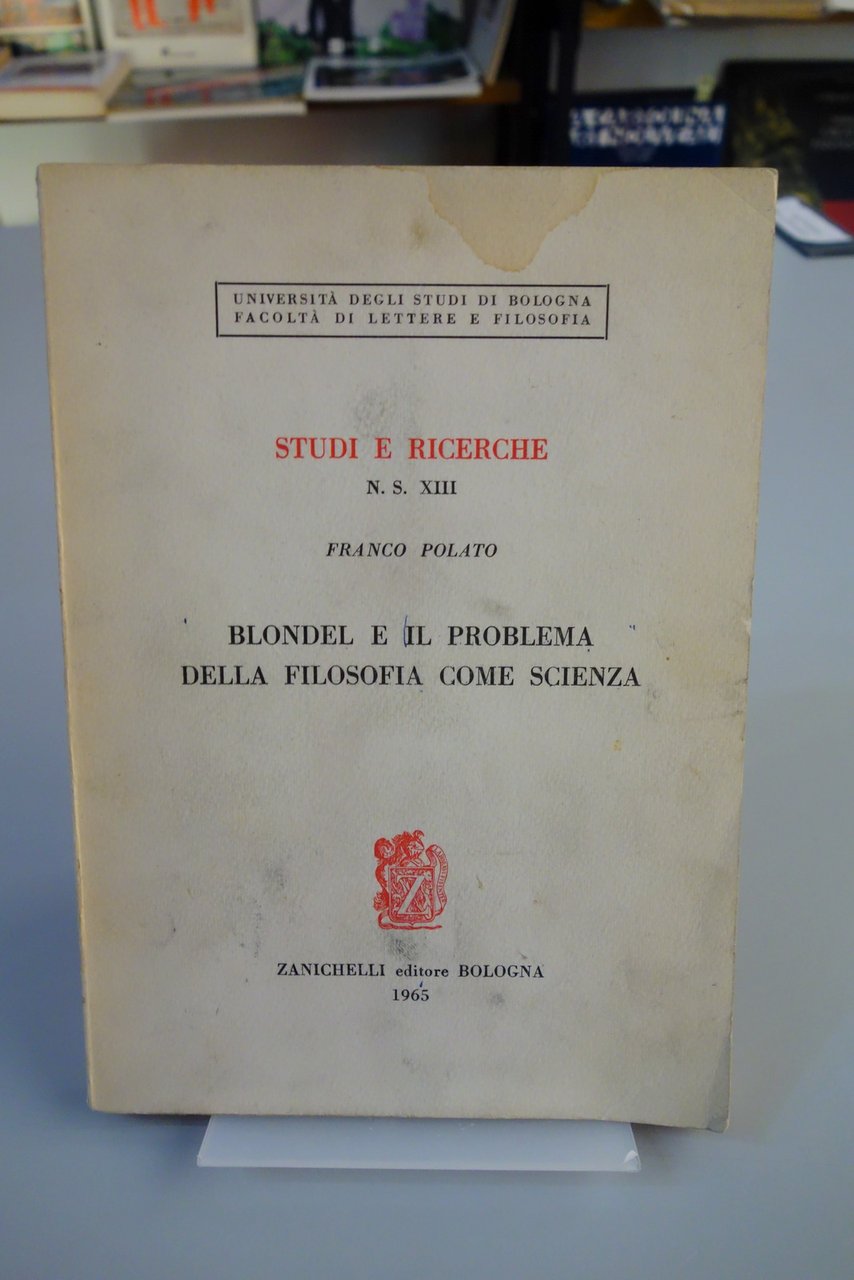 UNIVERSITÀ DEGLI STUDI DI BOLOGNA
FACOLTÀ DI LETTERE E FILOSOFIA
STUDI E RICERCHE
N. S. XIII
FRANCO POLATO
BLONDEL E IL PROBLEMA
DELLA FILOSOFIA COME SCIENZA
Z
ZANICHELLI editore BOLOGNA
1965